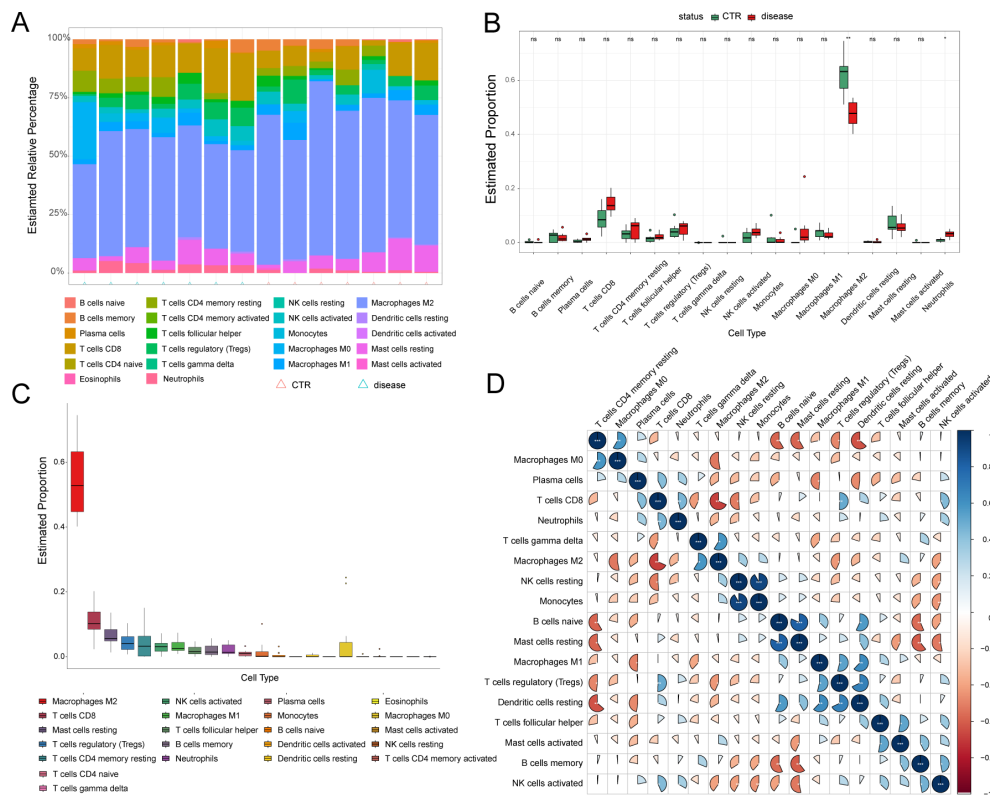 A
Estiamted Relative Percentage
100%
75%
50%
25%
0%
B cells naive
T cells CD4 memory resting
NK cells resting
Macrophages M2
B cells memory
T cells CD4 memory activated
NK cells activated
Dendritic cells resting
Plasma cells
T cells follicular helper
Monocytes
Dendritic cells activated
T cells CD8
T cells regulatory (Tregs)
Macrophages M0
Mast cells resting
T cells CD4 naive
T cells gamma delta
Macrophages M1
Mast cells activated
Eosinophils
Neutrophils
CTR
disease
B
status CTR disease
Estimated Proportion
0.6
0.4
0.2
0.0
ns ns ns ns ns ns ns ns ns ns ns ns ns ns ** ns ns *
B cells naive
B cells memory
Plasma cells
T cells CD8
T cells CD4 memory resting
T cells follicular helper
T cells regulatory (Tregs)
T cells gamma delta
NK cells resting
NK cells activated
Monocytes
Macrophages M0
Macrophages M1
Macrophages M2
Dendritic cells resting
Mast cells resting
Mast cells activated
Neutrophils
Cell Type
C
Estimated Proportion
0.6
0.4
0.2
0.0
Cell Type
Macrophages M2
NK cells activated
Plasma cells
Eosinophils
T cells CD8
Macrophages M1
Monocytes
Macrophages M0
Mast cells resting
T cells follicular helper
B cells naive
Mast cells activated
T cells regulatory (Tregs)
B cells memory
Dendritic cells activated
NK cells resting
T cells CD4 memory resting
Neutrophils
Dendritic cells resting
T cells CD4 memory activated
T cells CD4 naive
T cells gamma delta
D
T cells CD4 memory resting
Macrophages M0
Plasma cells
T cells CD8
Neutrophils
T cells gamma delta
Macrophages M2
NK cells resting
Monocytes
B cells naive
Mast cells resting
Macrophages M1
T cells regulatory (Tregs)
Dendritic cells resting
T cells follicular helper
Mast cells activated
B cells memory
NK cells activated
Macrophages M0
Plasma cells
T cells CD8
Neutrophils
T cells gamma delta
Macrophages M2
NK cells resting
Monocytes
B cells naive
Mast cells resting
Macrophages M1
T cells regulatory (Tregs)
Dendritic cells resting
T cells follicular helper
Mast cells activated
B cells memory
NK cells activated